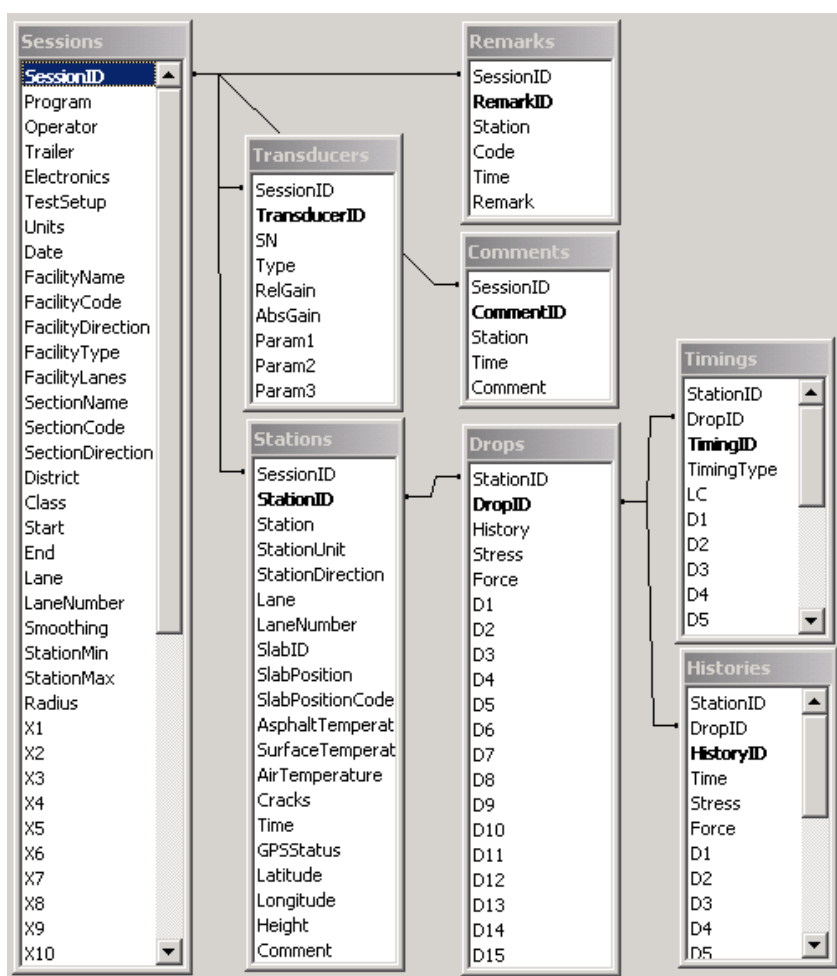 Sessions
SessionID
Program
Operator
Trailer
Electronics
TestSetup
Units
Date
FacilityName
FacilityCode
FacilityDirection
FacilityType
FacilityLanes
SectionName
SectionCode
SectionDirection
District
Class
Start
End
Lane
LaneNumber
Smoothing
StationMin
StationMax
Radius
X1
X2
X3
X4
X5
X6
X7
X8
X9
X10
Transducers
SessionID
TransducerID
SN
Type
RelGain
AbsGain
Param1
Param2
Param3
Stations
SessionID
StationID
Station
StationUnit
StationDirection
Lane
LaneNumber
SlabID
SlabPosition
SlabPositionCode
AsphaltTemperat
SurfaceTemperat
AirTemperature
Cracks
Time
GPSStatus
Latitude
Longitude
Height
Comment
Remarks
SessionID
RemarkID
Station
Code
Time
Remark
Comments
SessionID
CommentID
Station
Time
Comment
Drops
StationID
DropID
History
Stress
Force
D1
D2
D3
D4
D5
D6
D7
D8
D9
D10
D11
D12
D13
D14
D15
Timings
StationID
DropID
TimingID
TimingType
LC
D1
D2
D3
D4
D5
Histories
StationID
DropID
HistoryID
Time
Stress
Force
D1
D2
D3
D4
D5